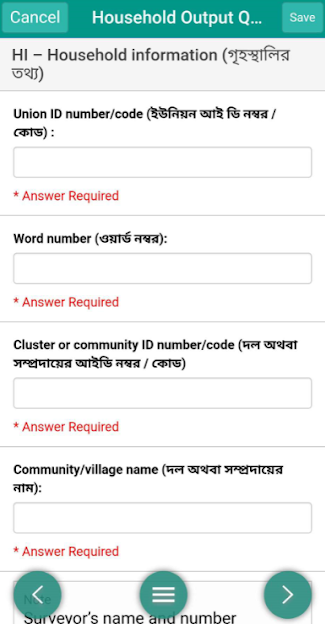 Cancel Household Output Q... Save
HI – Household information (গৃহস্থালির
তথ্য)
Union ID number/code (ইউনিয়ন আই ডি নম্বর /
কোড) :
* Answer Required
Word number (ওয়ার্ড নম্বর):
* Answer Required
Cluster or community ID number/code (দল অথবা
সম্প্রদায়ের আইডি নম্বর / কোড)
* Answer Required
Community/village name (দল অথবা সম্প্রদায়ের
নাম):
* Answer Required
Note
Surveyor's name and number